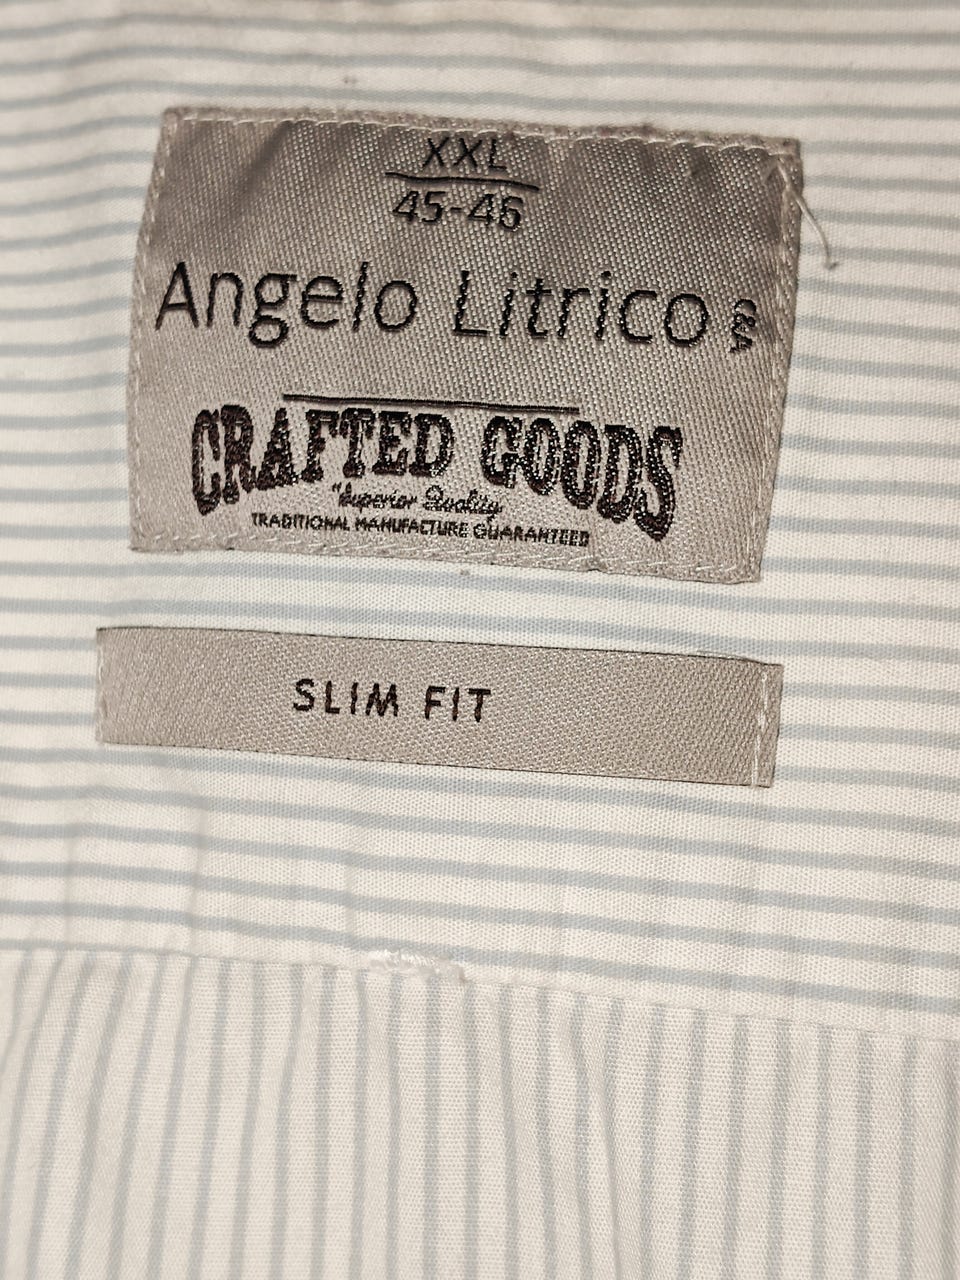 XXL
45-46
Angelo Litrico C&A
CRAFTED GOODS
"Superior Quality"
TRADITIONAL MANUFACTURE GUARANTEED
SLIM FIT